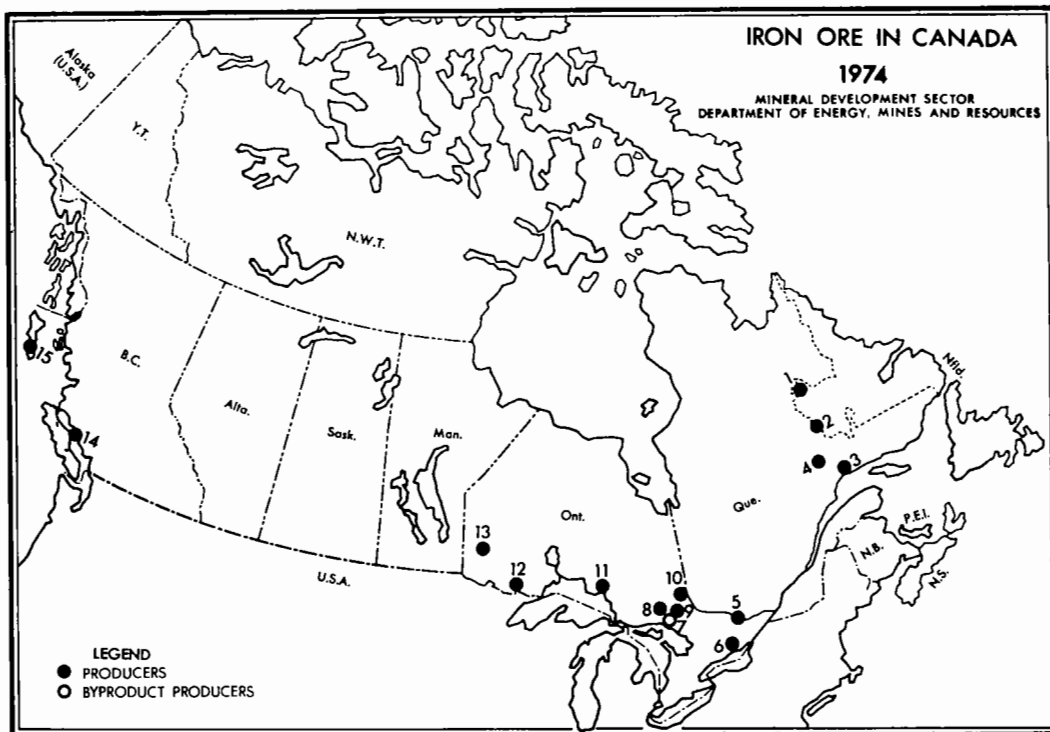 IRON ORE IN CANADA
1974
MINERAL DEVELOPMENT SECTOR
DEPARTMENT OF ENERGY, MINES AND RESOURCES
Alaska
(U.S.A.)
Y.T.
N.W.T.
B.C.
Alta.
Sask.
Man.
Ont.
Que.
Nfld.
P.E.I.
N.B.
N.S.
U.S.A.
1
2
3
4
5
6
7
8
9
10
11
12
13
14
15
LEGEND
PRODUCERS
BYPRODUCT PRODUCERS